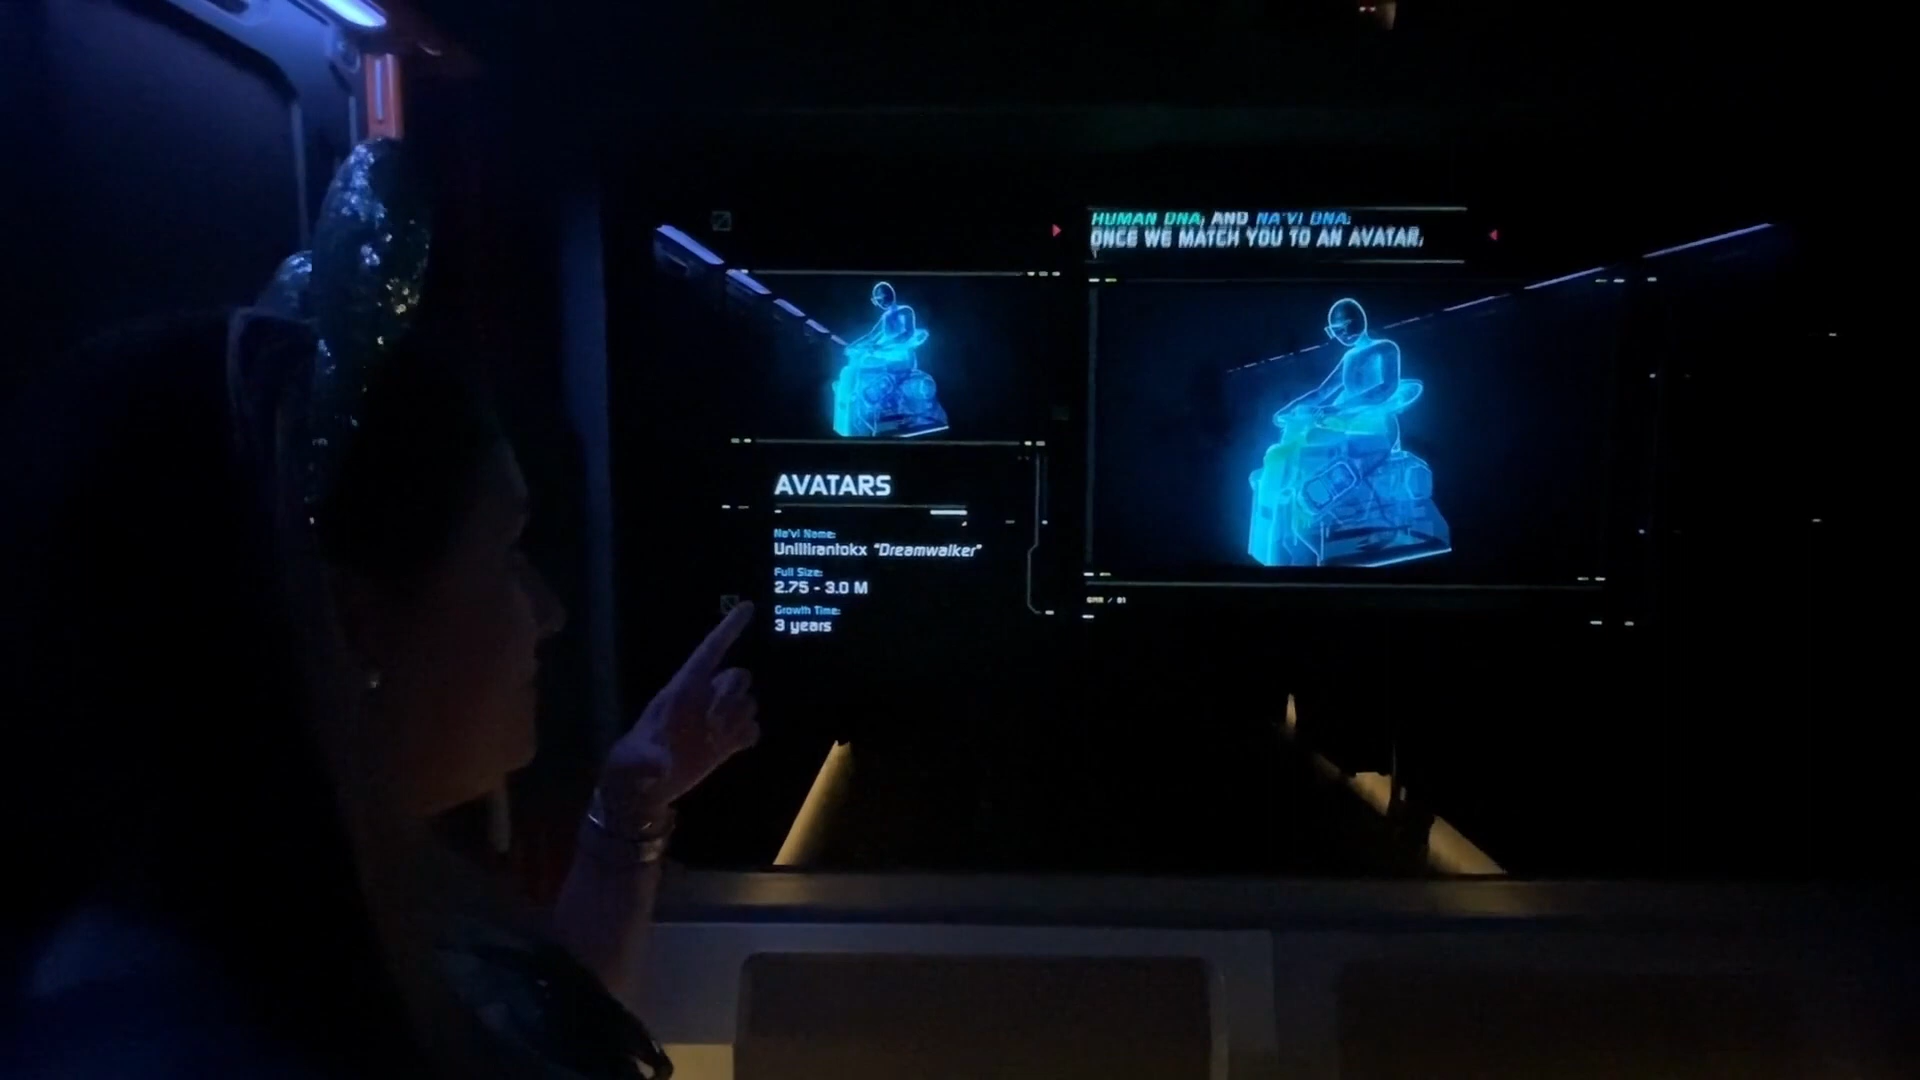 HUMAN DNA, AND NA'VI DNA.
ONCE WE MATCH YOU TO AN AVATAR,
AVATARS
Na'vi Name:
Uniltìrantokx "Dreamwalker"
Full Size:
2.75 - 3.0 M
Growth Time:
3 years